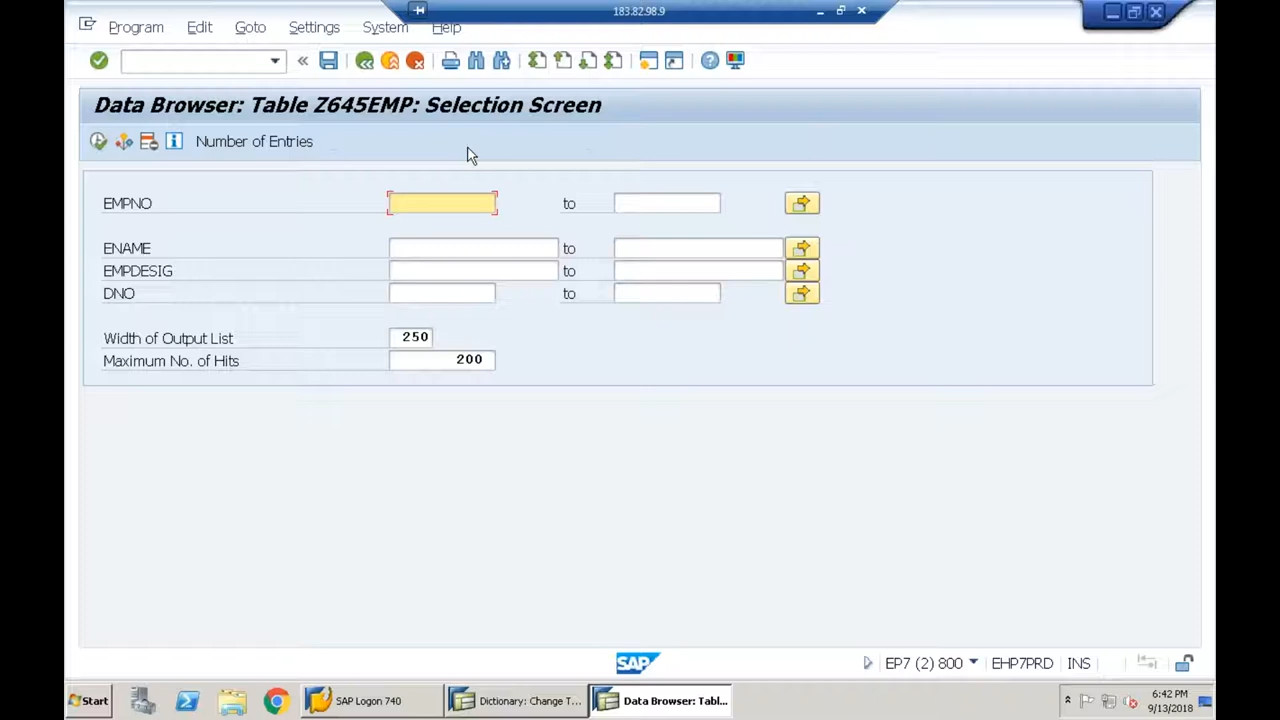 183.82.98.9
Program Edit Goto Settings System Help
Data Browser: Table Z645EMP: Selection Screen
Number of Entries
EMPNO to
ENAME to
EMPDESIG to
DNO to
Width of Output List 250
Maximum No. of Hits 200
SAP EP7 (2) 800 EHP7PRD INS
Start SAP Logon 740 Dictionary: Change T... Data Browser: Tabl... 6:42 PM
9/13/2018